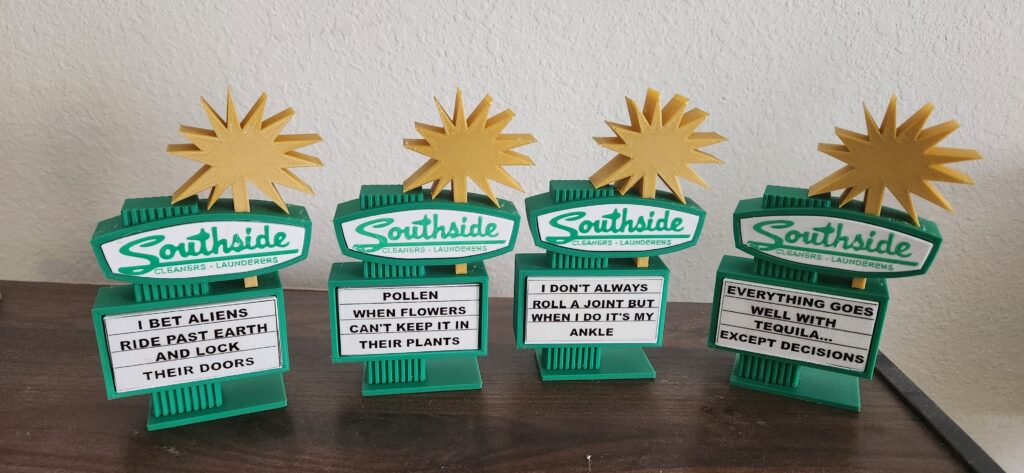 Southside
CLEANERS - LAUNDERERS
I BET ALIENS
RIDE PAST EARTH
AND LOCK
THEIR DOORS
Southside
CLEANERS - LAUNDERERS
POLLEN
WHEN FLOWERS
CAN'T KEEP IT IN
THEIR PLANTS
Southside
CLEANERS - LAUNDERERS
I DON'T ALWAYS
ROLL A JOINT BUT
WHEN I DO IT'S MY
ANKLE
Southside
CLEANERS - LAUNDERERS
EVERYTHING GOES
WELL WITH
TEQUILA...
EXCEPT DECISIONS